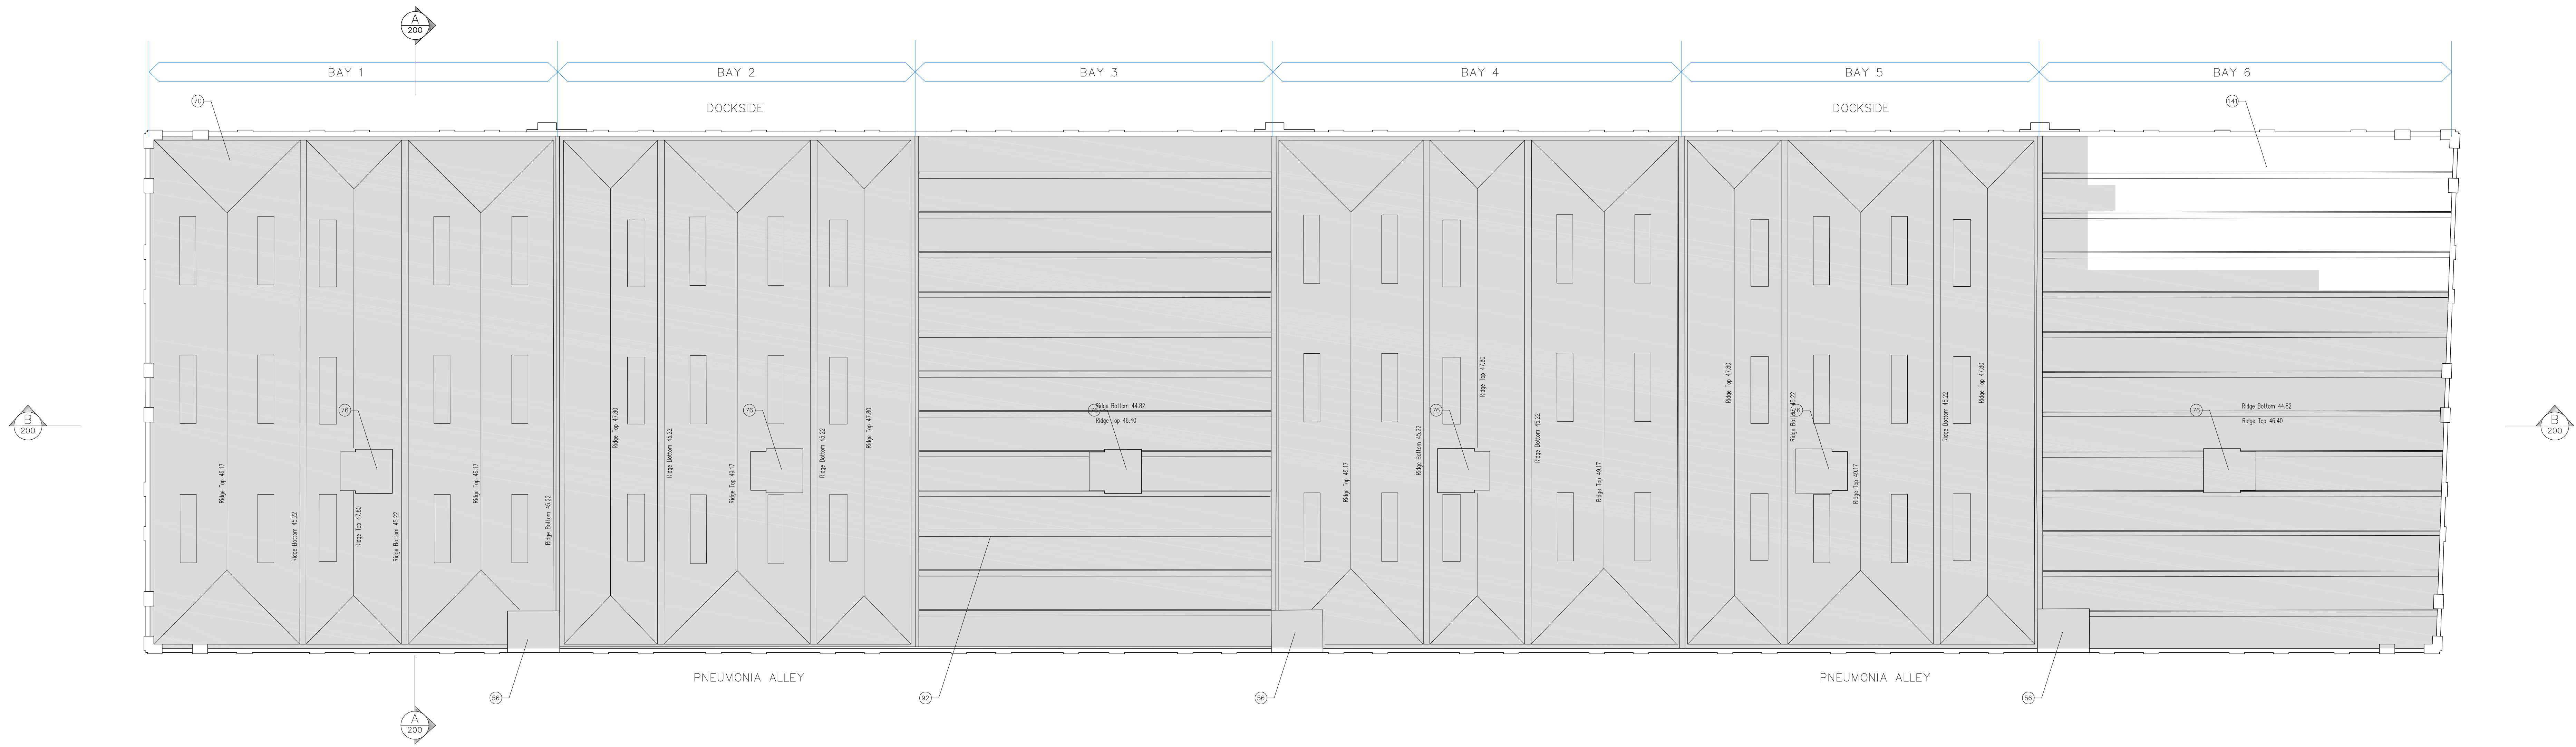 A
200
BAY 1
BAY 2
BAY 3
BAY 4
BAY 5
BAY 6
DOCKSIDE
DOCKSIDE
70
141
Ridge Top 49.17
Ridge Bottom 45.22
76
Ridge Top 47.80
Ridge Bottom 45.22
Ridge Top 49.17
Ridge Bottom 45.22
Ridge Top 47.80
Ridge Bottom 45.22
Ridge Top 49.17
76
Ridge Bottom 45.22
Ridge Top 47.80
76
Ridge Bottom 44.82
Ridge Top 46.40
Ridge Top 49.17
Ridge Bottom 45.22
76
Ridge Top 47.80
Ridge Bottom 45.22
Ridge Top 49.17
Ridge Top 47.80
Ridge Bottom 45.22
76
Ridge Top 49.17
Ridge Bottom 45.22
Ridge Top 47.80
76
Ridge Bottom 44.82
Ridge Top 46.40
B
200
B
200
PNEUMONIA ALLEY
PNEUMONIA ALLEY
56
92
56
56
A
200